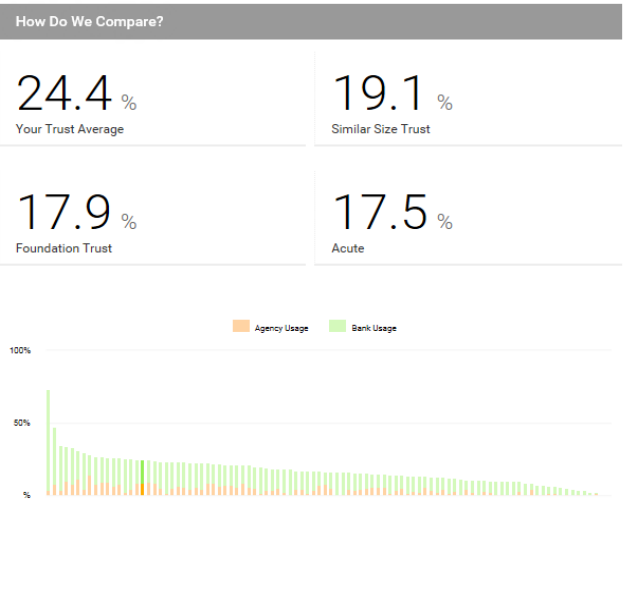 How Do We Compare?
24.4 %
Your Trust Average
19.1 %
Similar Size Trust
17.9 %
Foundation Trust
17.5 %
Acute
Agency Usage
Bank Usage
100%
50%
%